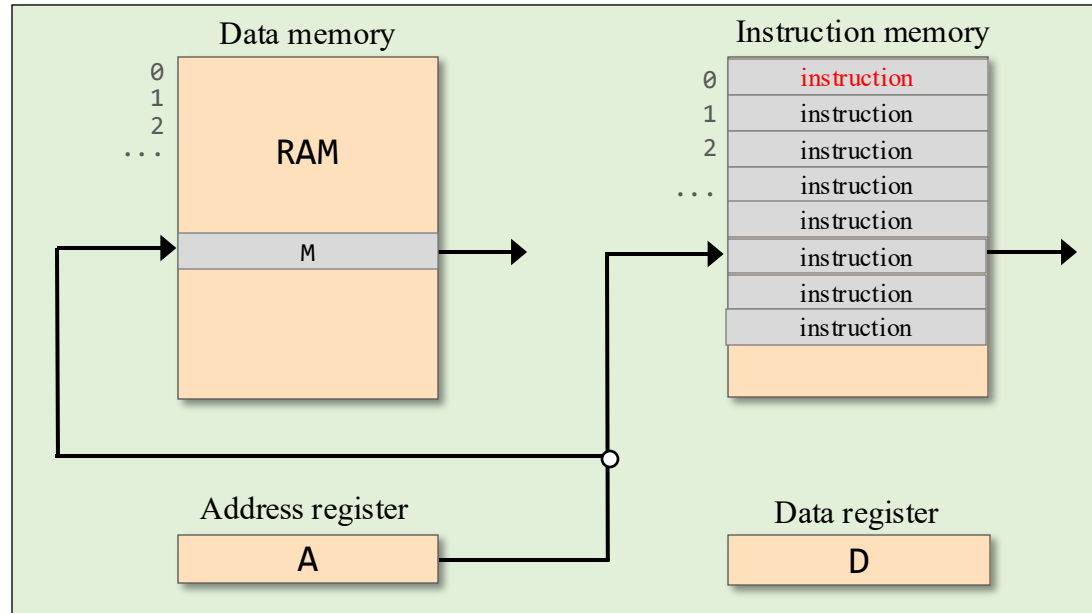 Data memory
0
1
2
...
RAM
M
Instruction memory
0
1
2
...
instruction
instruction
instruction
instruction
instruction
instruction
instruction
instruction
Address register
A
Data register
D